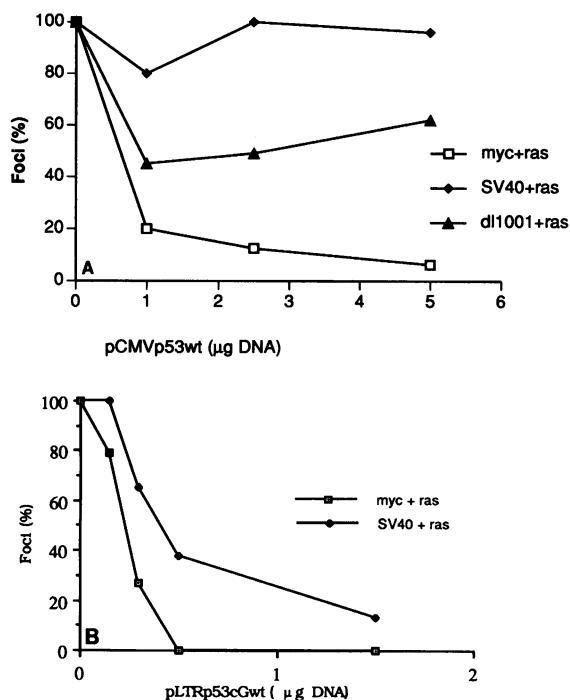 100
80
60
40
20
0
Foci (%)
A
0 1 2 3 4 5 6
pCMVp53wt (µg DNA)
myc+ras
SV40+ras
dl1001+ras
100
80
60
40
20
0
Foci (%)
B
0 1 2
pLTRp53cGwt ( µg DNA)
myc + ras
SV40 + ras